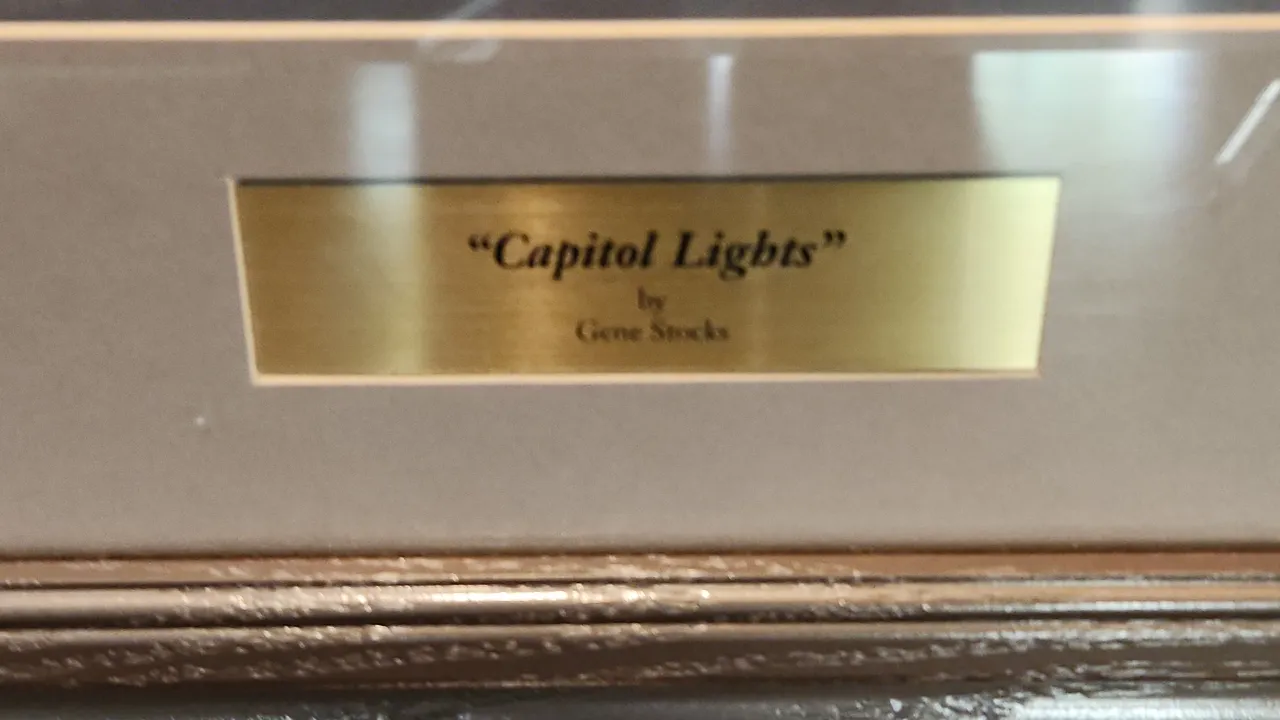 “Capitol Lights”
by
Gene Stocks